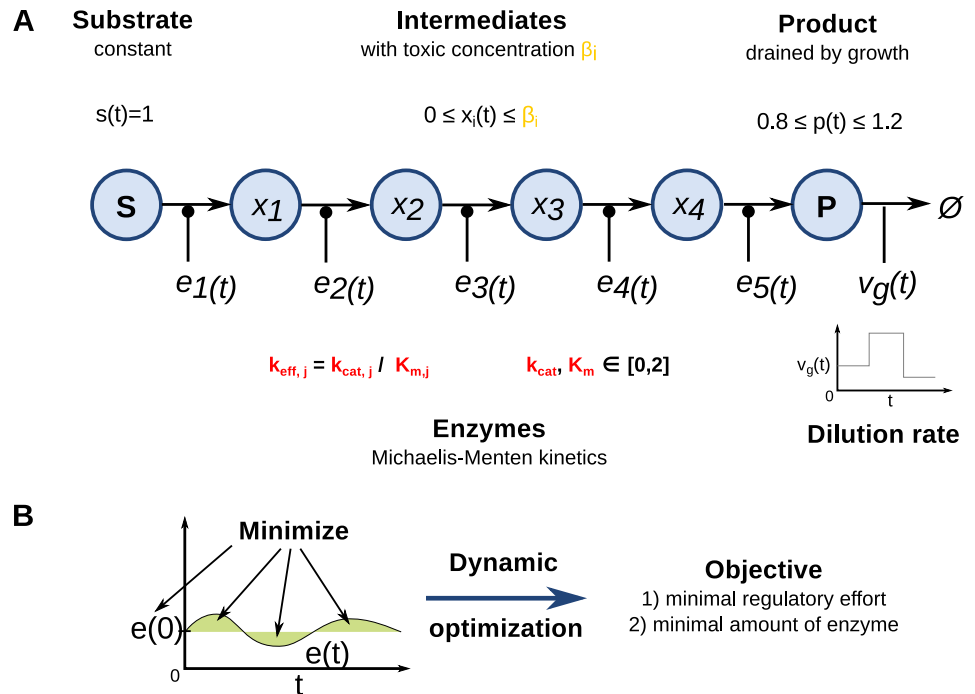 A
Substrate
constant
Intermediates
with toxic concentration βi
Product
drained by growth
s(t)=1
0 ≤ xi(t) ≤ βi
0.8 ≤ p(t) ≤ 1.2
S
x1
x2
x3
x4
P
Ø
e1(t)
e2(t)
e3(t)
e4(t)
e5(t)
vg(t)
keff, j = kcat, j / Km,j
kcat, Km ∈ [0,2]
vg(t)
0
t
Dilution rate
Enzymes
Michaelis-Menten kinetics
B
Minimize
e(0)
e(t)
0
t
Dynamic
optimization
Objective
1) minimal regulatory effort
2) minimal amount of enzyme